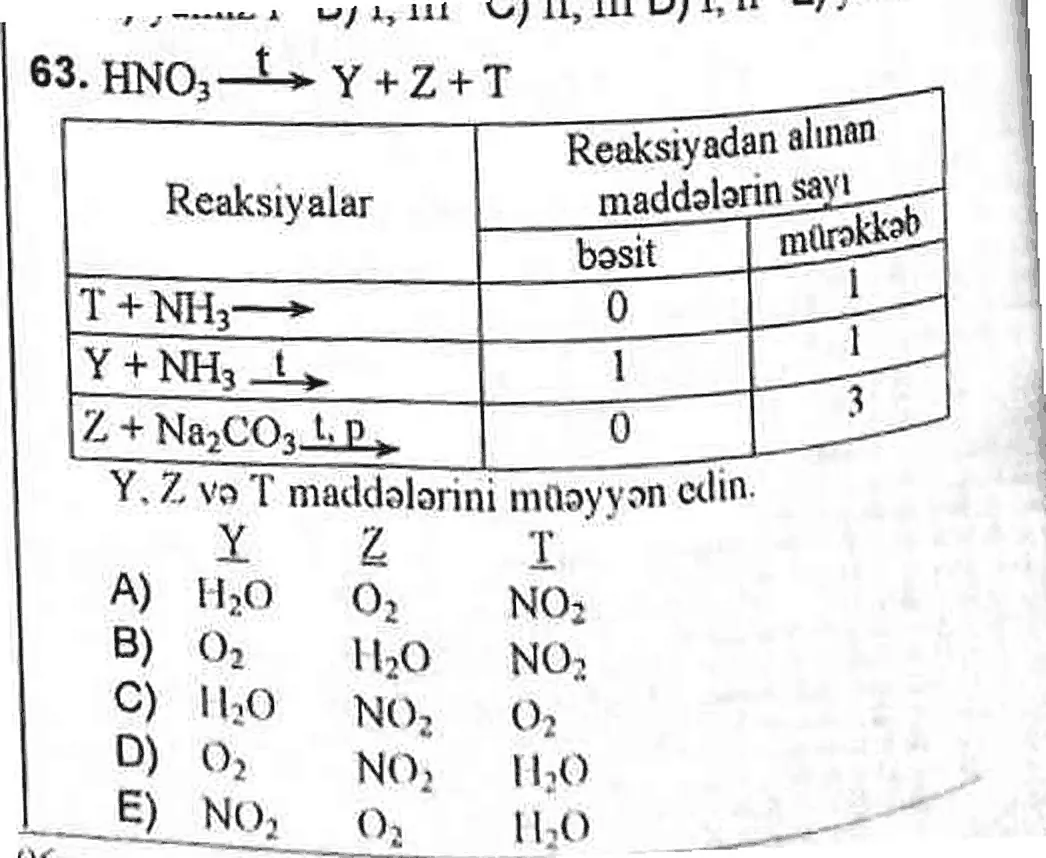 63. HNO₃ —t→ Y + Z + T
Reaksiyalar
Reaksiyadan alınan
maddələrin sayı
bəsit mürəkkəb
T + NH₃ ⟶ 0 1
Y + NH₃ —t→ 1 1
Z + Na₂CO₃ —t, p→ 0 3
Y, Z və T maddələrini müəyyən edin.
Y Z T
A) H₂O O₂ NO₂
B) O₂ H₂O NO₂
C) H₂O NO₂ O₂
D) O₂ NO₂ H₂O
E) NO₂ O₂ H₂O